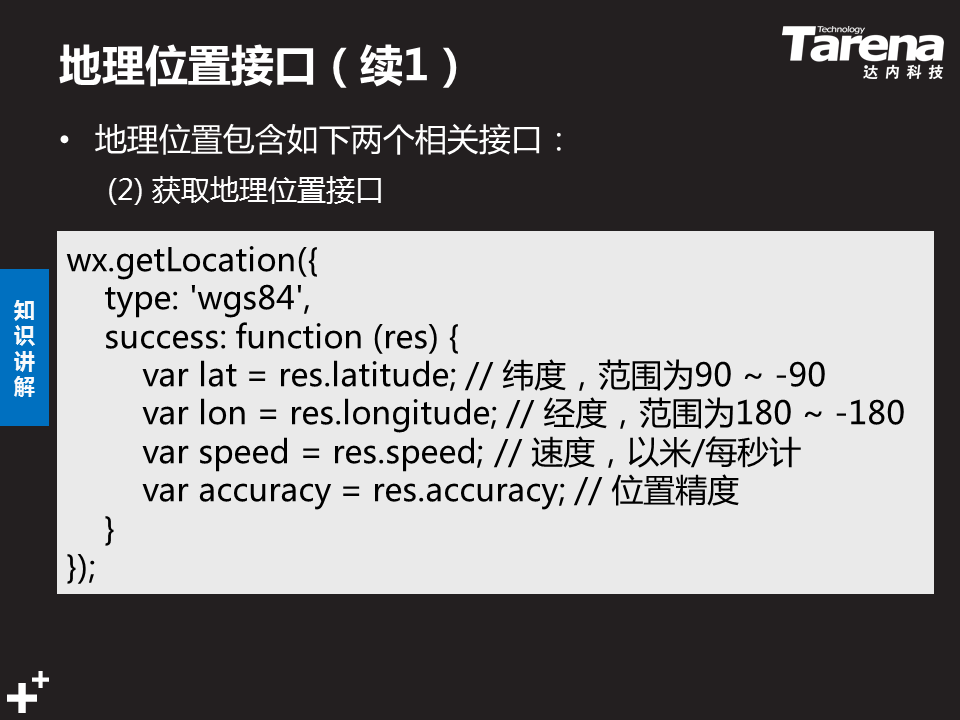 地理位置接口（续1）
Technology
Tarena
达内科技
• 地理位置包含如下两个相关接口：
(2) 获取地理位置接口
wx.getLocation({
type: 'wgs84',
success: function (res) {
var lat = res.latitude; // 纬度，范围为90 ~ -90
var lon = res.longitude; // 经度，范围为180 ~ -180
var speed = res.speed; // 速度，以米/每秒计
var accuracy = res.accuracy; // 位置精度
}
});
知
识
讲
解